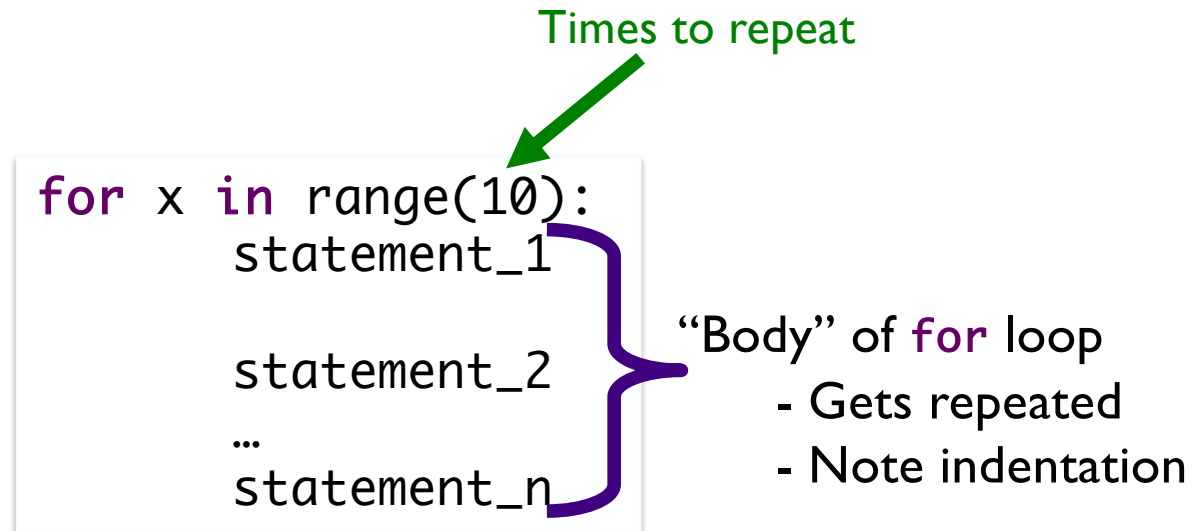 Times to repeat
for x in range(10):
statement_1
statement_2
…
statement_n
“Body” of for loop
- Gets repeated
- Note indentation